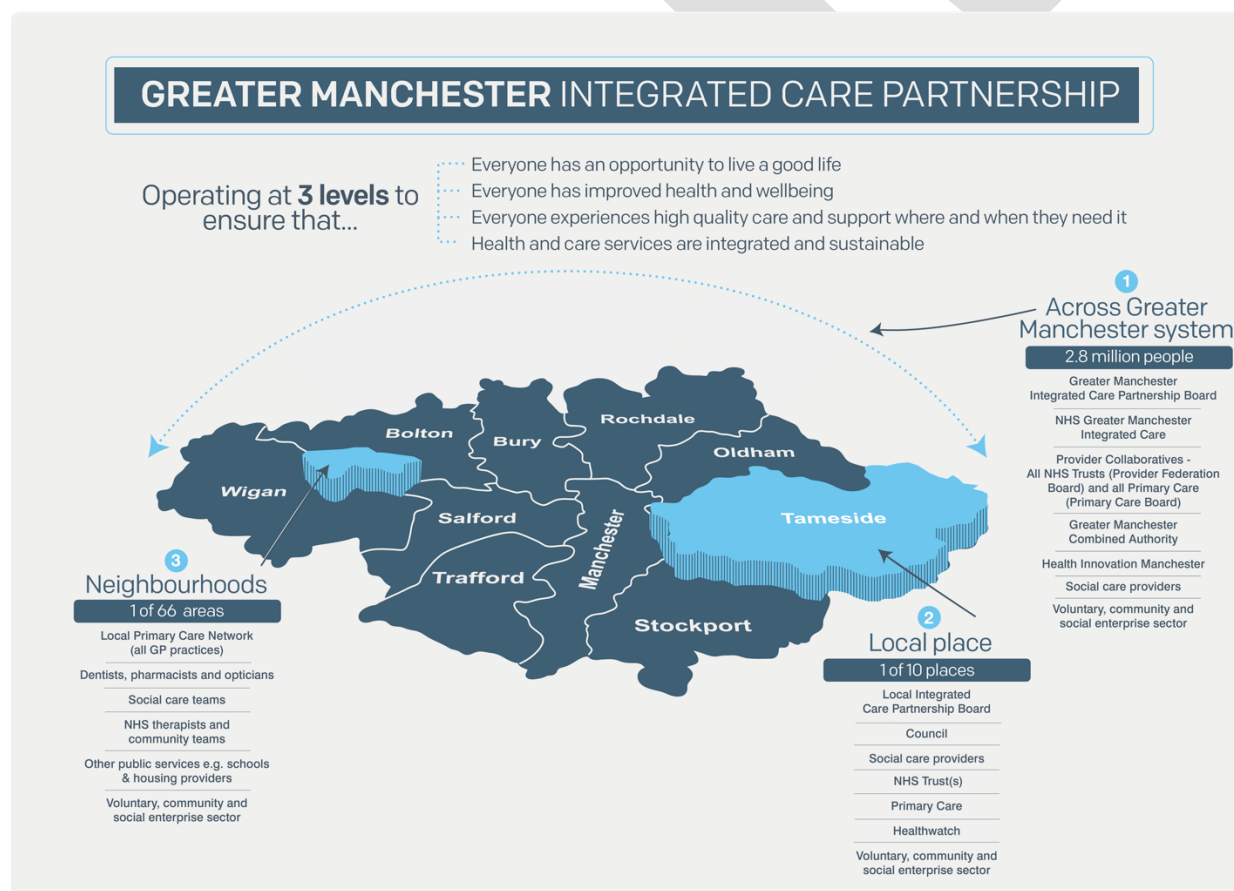 GREATER MANCHESTER INTEGRATED CARE PARTNERSHIP
Operating at 3 levels to
ensure that...
Everyone has an opportunity to live a good life
Everyone has improved health and wellbeing
Everyone experiences high quality care and support where and when they need it
Health and care services are integrated and sustainable
1
Across Greater
Manchester system
2.8 million people
Greater Manchester
Integrated Care Partnership Board
NHS Greater Manchester
Integrated Care
Provider Collaboratives -
All NHS Trusts (Provider Federation
Board) and all Primary Care
(Primary Care Board)
Greater Manchester
Combined Authority
Health Innovation Manchester
Social care providers
Voluntary, community and
social enterprise sector
Wigan
Bolton
Bury
Rochdale
Oldham
Salford
Trafford
Manchester
Tameside
Stockport
2
Local place
1 of 10 places
Local Integrated
Care Partnership Board
Council
Social care providers
NHS Trust(s)
Primary Care
Healthwatch
Voluntary, community and
social enterprise sector
3
Neighbourhoods
1 of 66 areas
Local Primary Care Network
(all GP practices)
Dentists, pharmacists and opticians
Social care teams
NHS therapists and
community teams
Other public services e.g. schools
& housing providers
Voluntary, community and
social enterprise sector